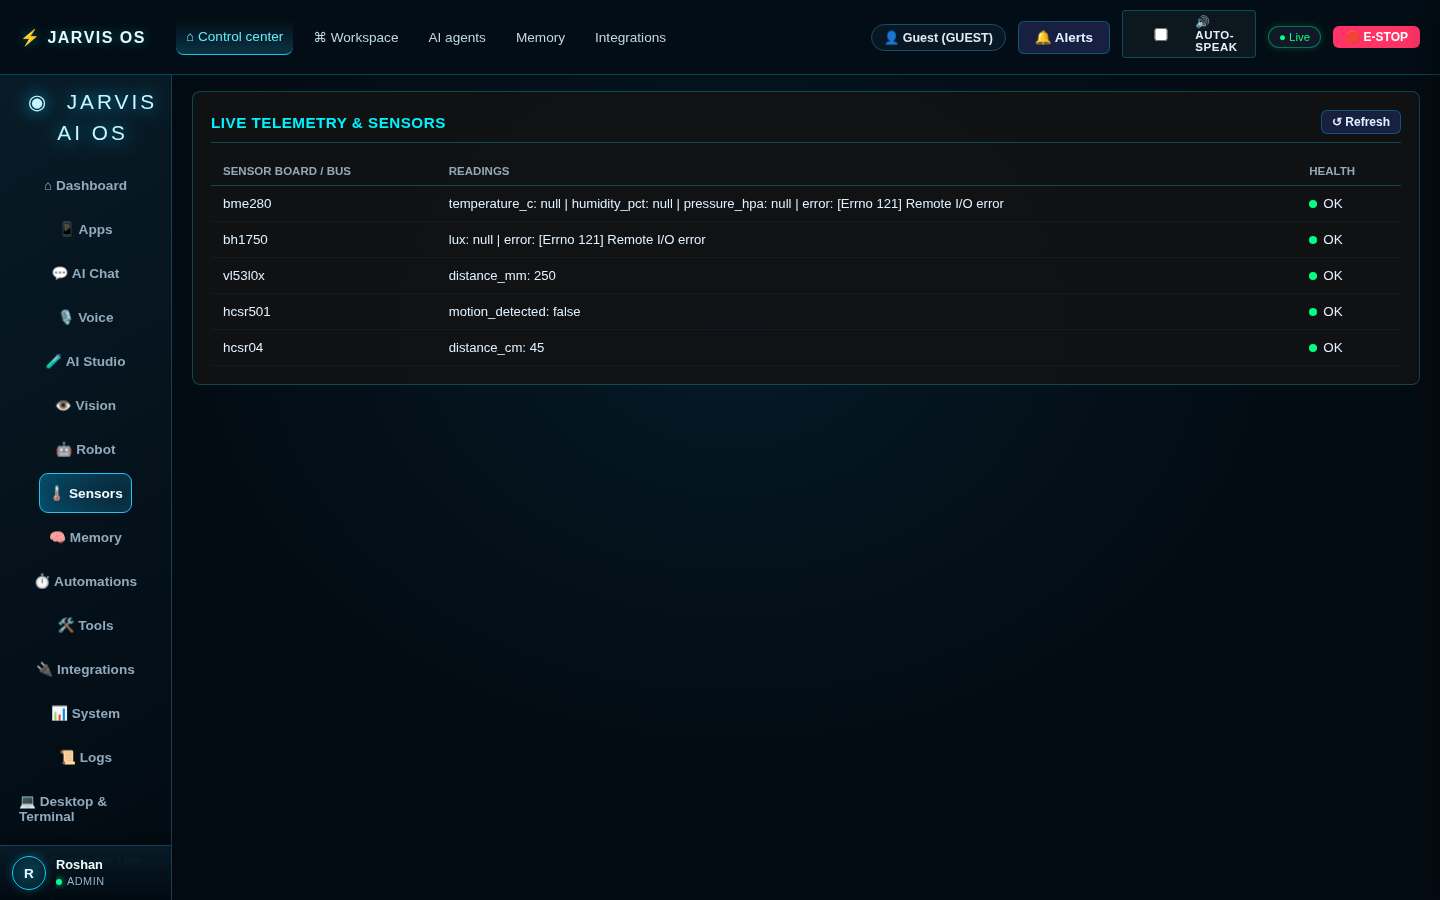 ⚡ JARVIS OS
⌂ Control center
⌘ Workspace
AI agents
Memory
Integrations
👤 Guest (GUEST)
🔔 Alerts
🔊
AUTO-
SPEAK
● Live
🛑 E-STOP
◉ JARVIS
AI OS
⌂ Dashboard
📱 Apps
💬 AI Chat
🎙️ Voice
🧪 AI Studio
👁️ Vision
🤖 Robot
🌡️ Sensors
🧠 Memory
⏱️ Automations
🛠️ Tools
🔌 Integrations
📊 System
📜 Logs
💻 Desktop &
Terminal
R
Roshan
ADMIN
LIVE TELEMETRY & SENSORS
↺ Refresh
SENSOR BOARD / BUS READINGS HEALTH
bme280 temperature_c: null | humidity_pct: null | pressure_hpa: null | error: [Errno 121] Remote I/O error OK
bh1750 lux: null | error: [Errno 121] Remote I/O error OK
vl53l0x distance_mm: 250 OK
hcsr501 motion_detected: false OK
hcsr04 distance_cm: 45 OK